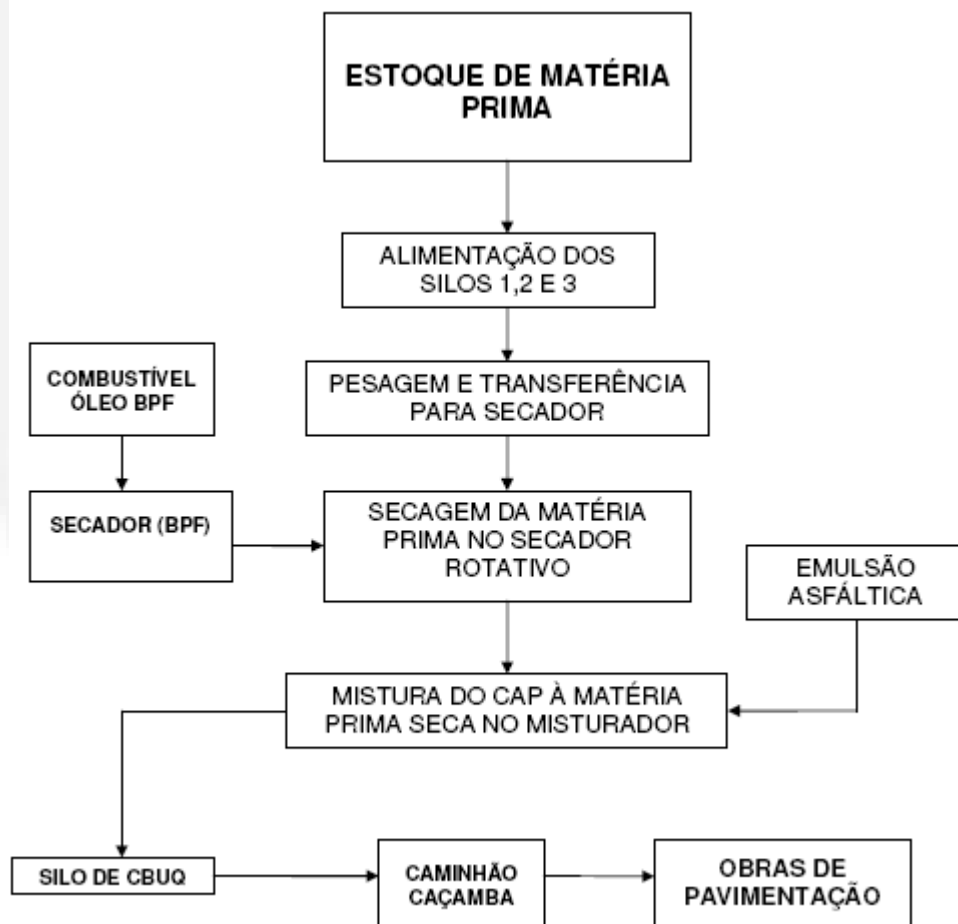 ESTOQUE DE MATÉRIA
PRIMA
ALIMENTAÇÃO DOS
SILOS 1,2 E 3
COMBUSTÍVEL
ÓLEO BPF
PESAGEM E TRANSFERÊNCIA
PARA SECADOR
SECADOR (BPF)
SECAGEM DA MATÉRIA
PRIMA NO SECADOR
ROTATIVO
EMULSÃO
ASFÁLTICA
MISTURA DO CAP À MATÉRIA
PRIMA SECA NO MISTURADOR
SILO DE CBUQ
CAMINHÃO
CAÇAMBA
OBRAS DE
PAVIMENTAÇÃO